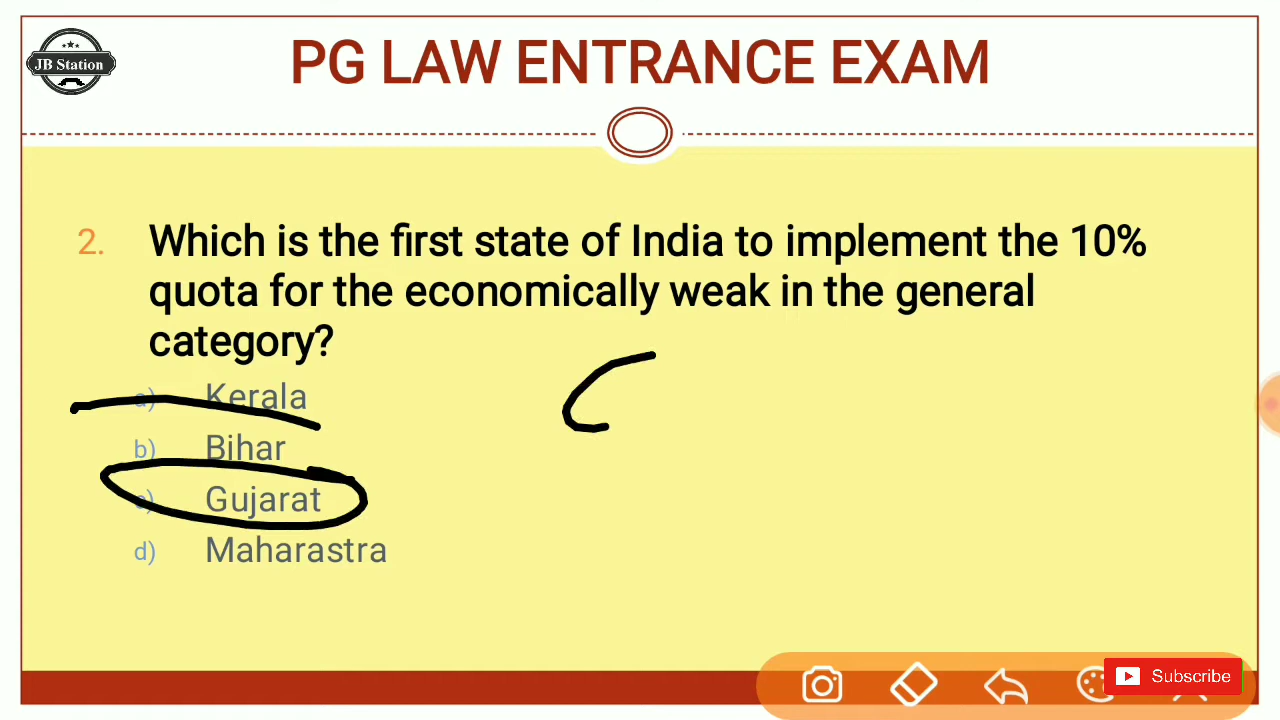 JB Station
PG LAW ENTRANCE EXAM
2. Which is the first state of India to implement the 10%
quota for the economically weak in the general
category?
a) Kerala
b) Bihar
c) Gujarat
d) Maharastra
Subscribe